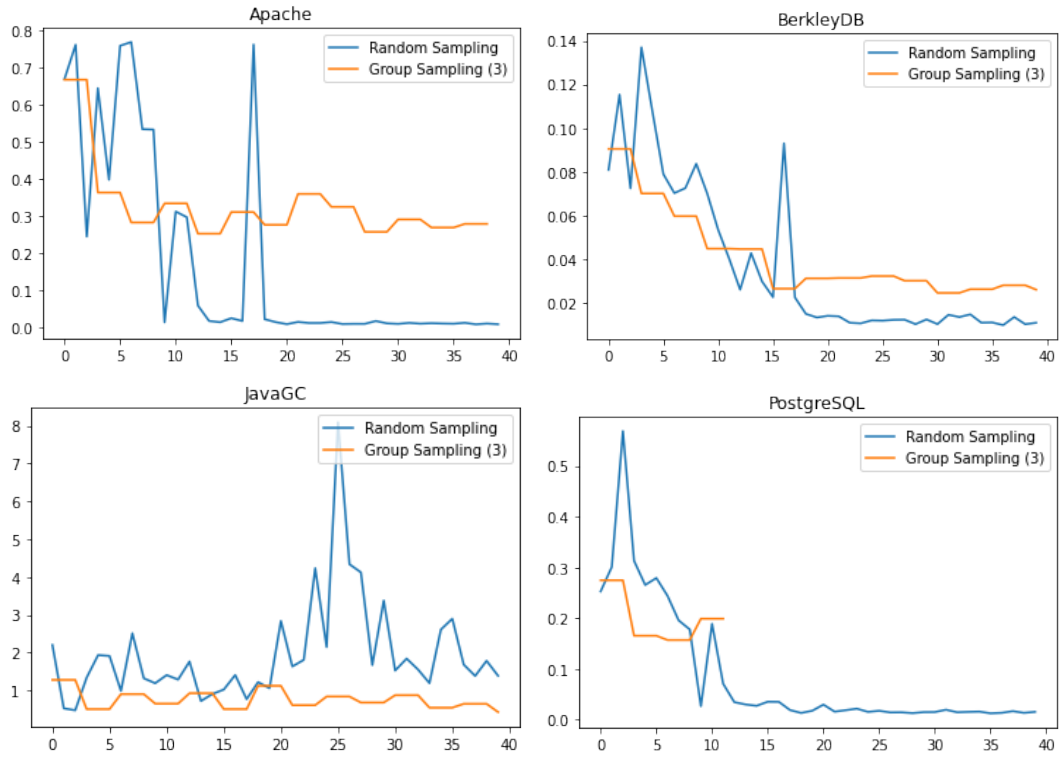 Apache
Random Sampling
Group Sampling (3)
0.8
0.7
0.6
0.5
0.4
0.3
0.2
0.1
0.0
0 5 10 15 20 25 30 35 40
BerkleyDB
Random Sampling
Group Sampling (3)
0.14
0.12
0.10
0.08
0.06
0.04
0.02
0 5 10 15 20 25 30 35 40
JavaGC
Random Sampling
Group Sampling (3)
8
7
6
5
4
3
2
1
0 5 10 15 20 25 30 35 40
PostgreSQL
Random Sampling
Group Sampling (3)
0.5
0.4
0.3
0.2
0.1
0.0
0 5 10 15 20 25 30 35 40